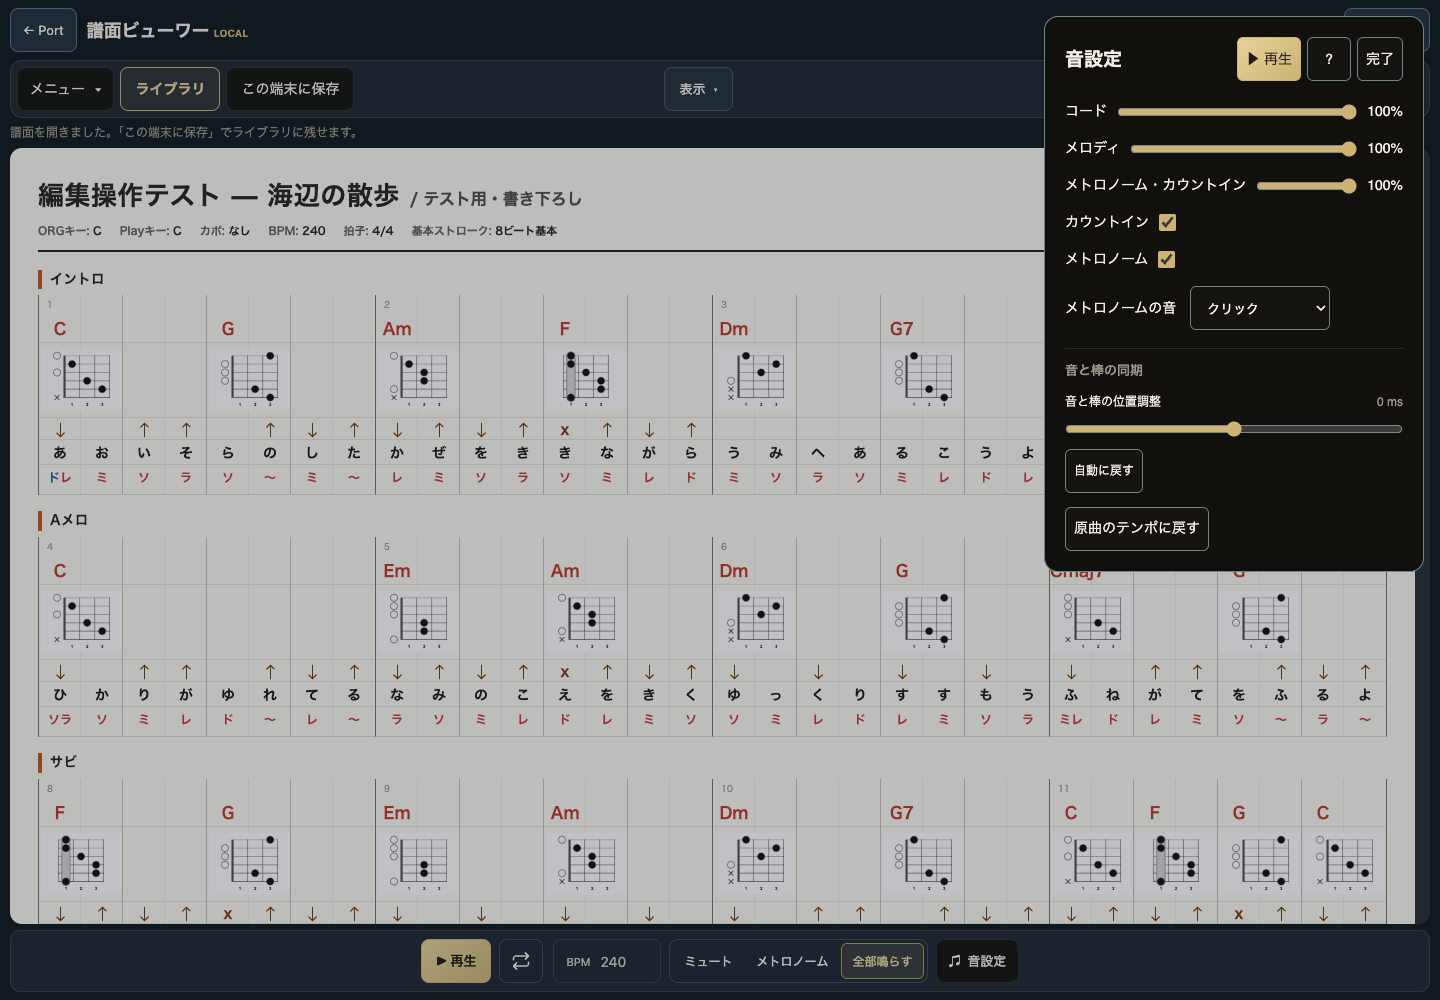 ← Port 譜面ビューワー LOCAL
メニュー ライブラリ この端末に保存 表示
譜面を開きました。「この端末に保存」でライブラリに残せます。
編集操作テスト — 海辺の散歩 / テスト用・書き下ろし
ORGキー: C Playキー: C カポ: なし BPM: 240 拍子: 4/4 基本ストローク: 8ビート基本
イントロ
1 2 3
C G Am F Dm G7
↓ ↑ ↑ ↑ ↓ ↑ ↓ ↑ ↓ ↑ x ↑ ↓ ↑
あ お い そ ら の し た か ぜ を き き な が ら う み へ あ る こ う よ
ドレ ミ ソ ラ ソ 〜 ミ 〜 レ ミ ソ ラ ソ ミ レ ド ミ ソ ラ ソ ミ レ ド レ
Aメロ
4 5 6
C Em Am Dm G Cmaj7 G
↓ ↑ ↑ ↑ ↓ ↑ ↓ ↑ ↓ ↑ x ↑ ↓ ↑ ↓ ↓ ↓ ↓ ↓ ↑ ↑ ↑ ↓ ↑
ひ か り が ゆ れ て る な み の こ え を き く ゆ っ く り す す も う ふ ね が て を ふ る よ
ソラ ソ ミ レ ド 〜 レ 〜 ラ ソ ミ レ ド レ ミ ソ ソ ミ レ ド レ ミ ソ ラ ミレ ド レ ミ ソ 〜 ラ 〜
サビ
8 9 10 11
F G Em Am Dm G7 C F G C
↓ ↑ ↓ ↑ x ↑ ↓ ↑ ↓ ↓ ↓ ↓ ↓ ↑ ↑ ↑ ↓ ↑ ↓ ↑ ↓ ↑ x ↑ ↓ ↑
音設定 ▶ 再生 ? 完了
コード 100%
メロディ 100%
メトロノーム・カウントイン 100%
カウントイン
メトロノーム
メトロノームの音 クリック
音と棒の同期
音と棒の位置調整 0 ms
自動に戻す
原曲のテンポに戻す
▶ 再生 BPM 240 ミュート メトロノーム 全部鳴らす ♫ 音設定